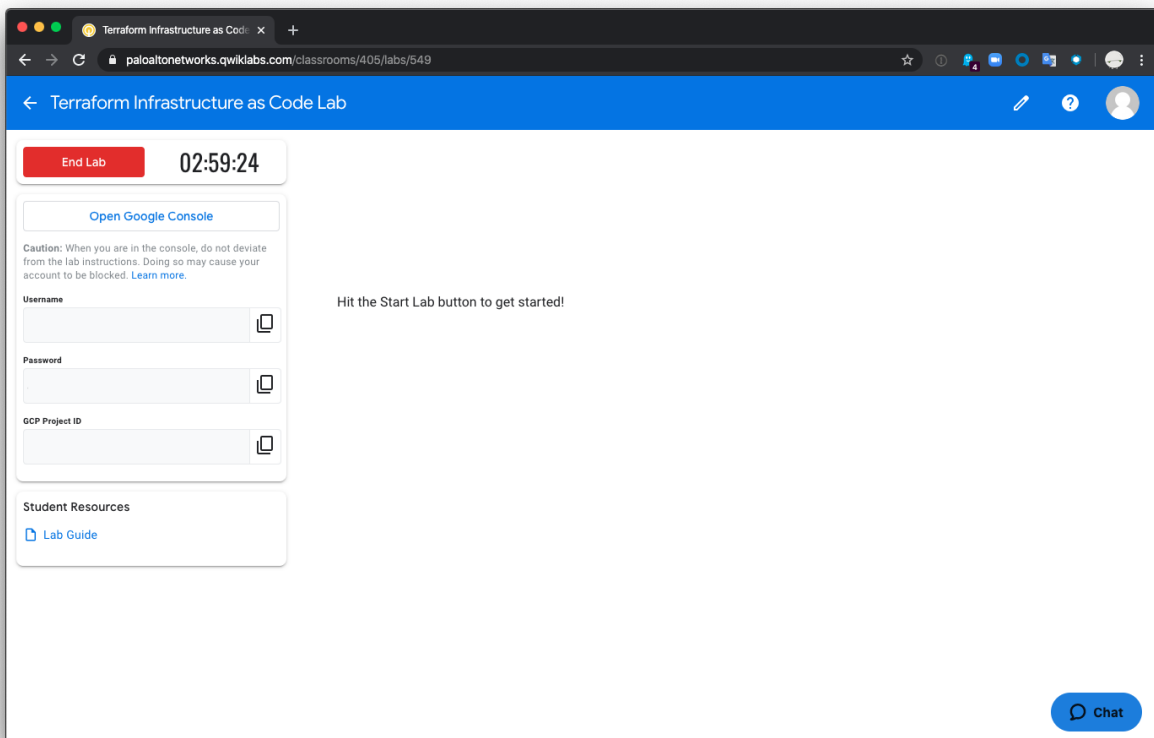 Terraform Infrastructure as Code
paloaltonetworks.qwiklabs.com/classrooms/405/labs/549
4
Terraform Infrastructure as Code Lab
End Lab
02:59:24
Open Google Console
Caution: When you are in the console, do not deviate
from the lab instructions. Doing so may cause your
account to be blocked. Learn more.
Username
Password
GCP Project ID
Student Resources
Lab Guide
Hit the Start Lab button to get started!
Chat